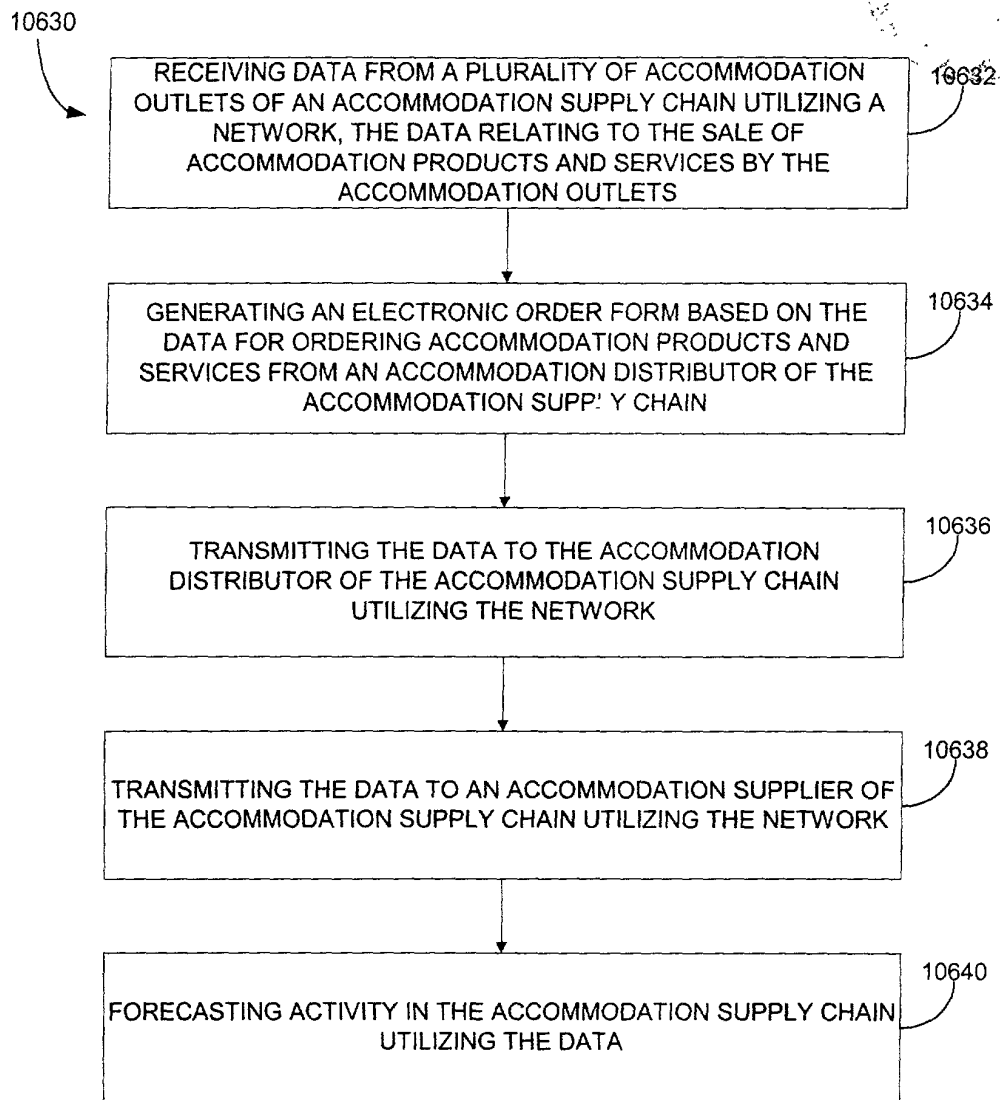 10630
RECEIVING DATA FROM A PLURALITY OF ACCOMMODATION
OUTLETS OF AN ACCOMMODATION SUPPLY CHAIN UTILIZING A
NETWORK, THE DATA RELATING TO THE SALE OF
ACCOMMODATION PRODUCTS AND SERVICES BY THE
ACCOMMODATION OUTLETS
10632
GENERATING AN ELECTRONIC ORDER FORM BASED ON THE
DATA FOR ORDERING ACCOMMODATION PRODUCTS AND
SERVICES FROM AN ACCOMMODATION DISTRIBUTOR OF THE
ACCOMMODATION SUPPLY CHAIN
10634
TRANSMITTING THE DATA TO THE ACCOMMODATION
DISTRIBUTOR OF THE ACCOMMODATION SUPPLY CHAIN
UTILIZING THE NETWORK
10636
TRANSMITTING THE DATA TO AN ACCOMMODATION SUPPLIER OF
THE ACCOMMODATION SUPPLY CHAIN UTILIZING THE NETWORK
10638
FORECASTING ACTIVITY IN THE ACCOMMODATION SUPPLY CHAIN
UTILIZING THE DATA
10640